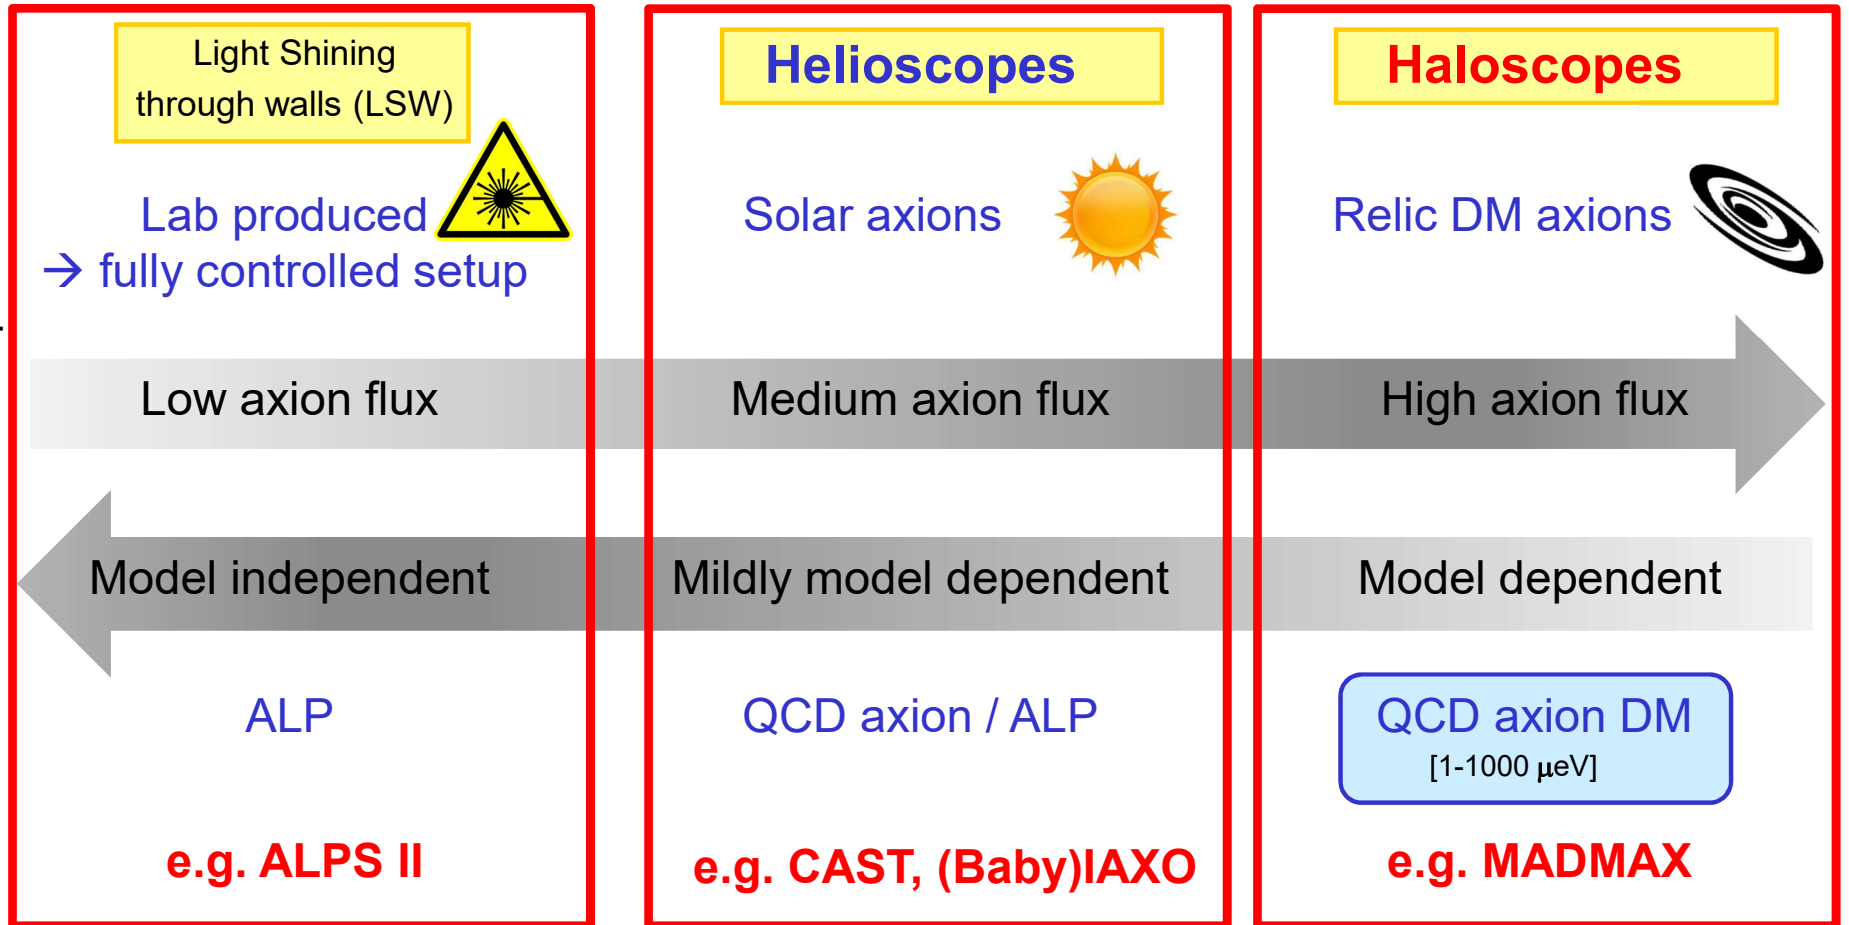 Light Shining
through walls (LSW)
Lab produced
→ fully controlled setup
Low axion flux
Model independent
ALP
e.g. ALPS II
Helioscopes
Solar axions
Medium axion flux
Mildly model dependent
QCD axion / ALP
e.g. CAST, (Baby)IAXO
Haloscopes
Relic DM axions
High axion flux
Model dependent
QCD axion DM
[1-1000 μeV]
e.g. MADMAX